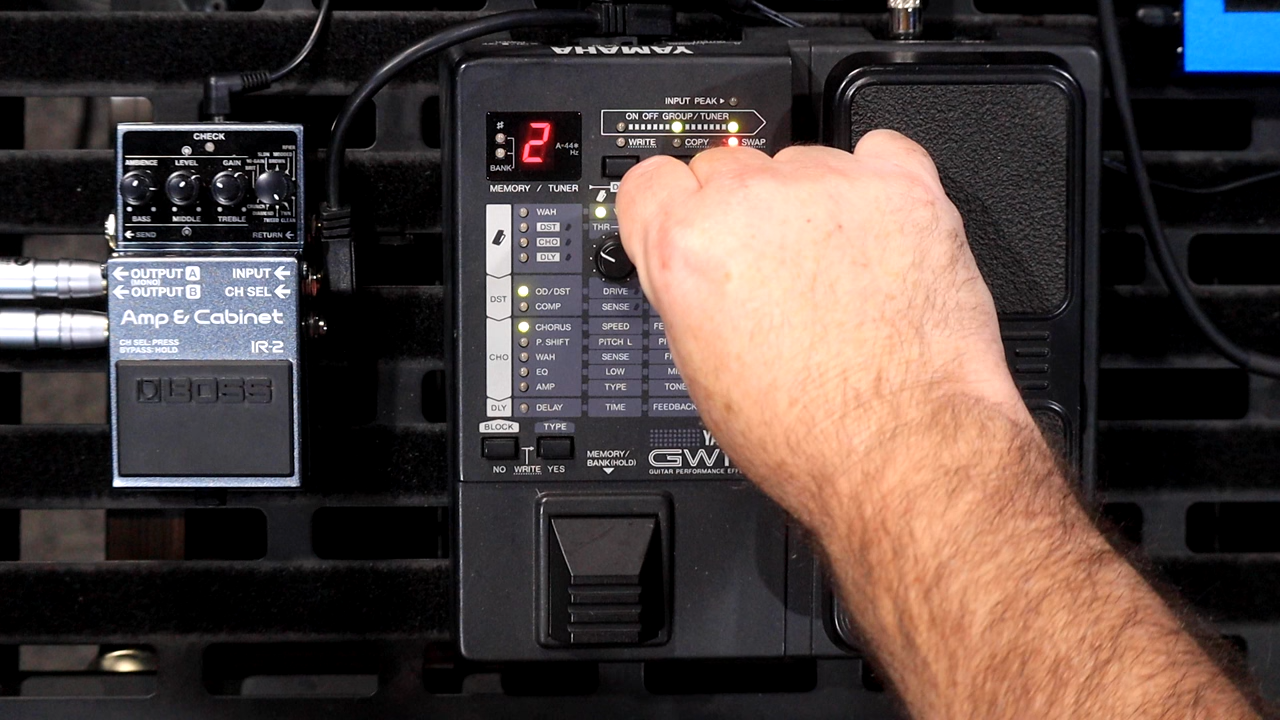 YAMAHA
INPUT PEAK
ON OFF GROUP/TUNER
WRITE COPY SWAP
2
BANK
A-44
Hz
MEMORY / TUNER
THR
WAH
DST
CHO
DLY
DST
OD/DST DRIVE
COMP SENSE
CHO
CHORUS SPEED
P. SHIFT PITCH L
WAH SENSE
EQ LOW
AMP TYPE TONE
DLY DELAY TIME FEEDBACK
BLOCK TYPE
NO WRITE YES
MEMORY/
BANK(HOLD)
GW
CHECK
AMBIENCE LEVEL GAIN
BASS MIDDLE TREBLE
← SEND RETURN ←
← OUTPUT A INPUT ←
(MONO)
← OUTPUT B CH SEL ←
Amp & Cabinet
CH SEL: PRESS
BYPASS: HOLD
IR-2
BOSS